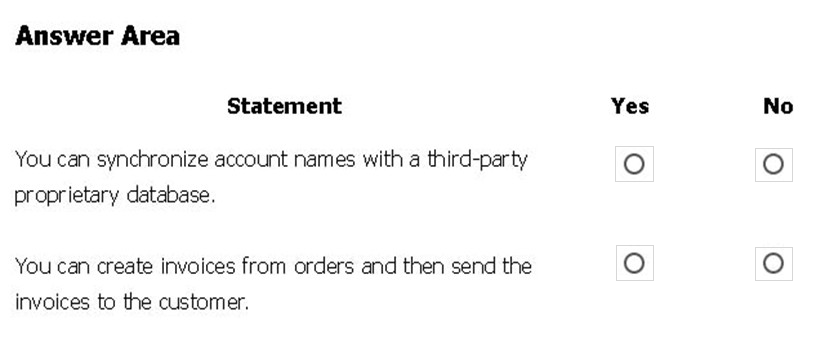 Answer Area
Statement Yes No
You can synchronize account names with a third-party
proprietary database.
You can create invoices from orders and then send the
invoices to the customer.